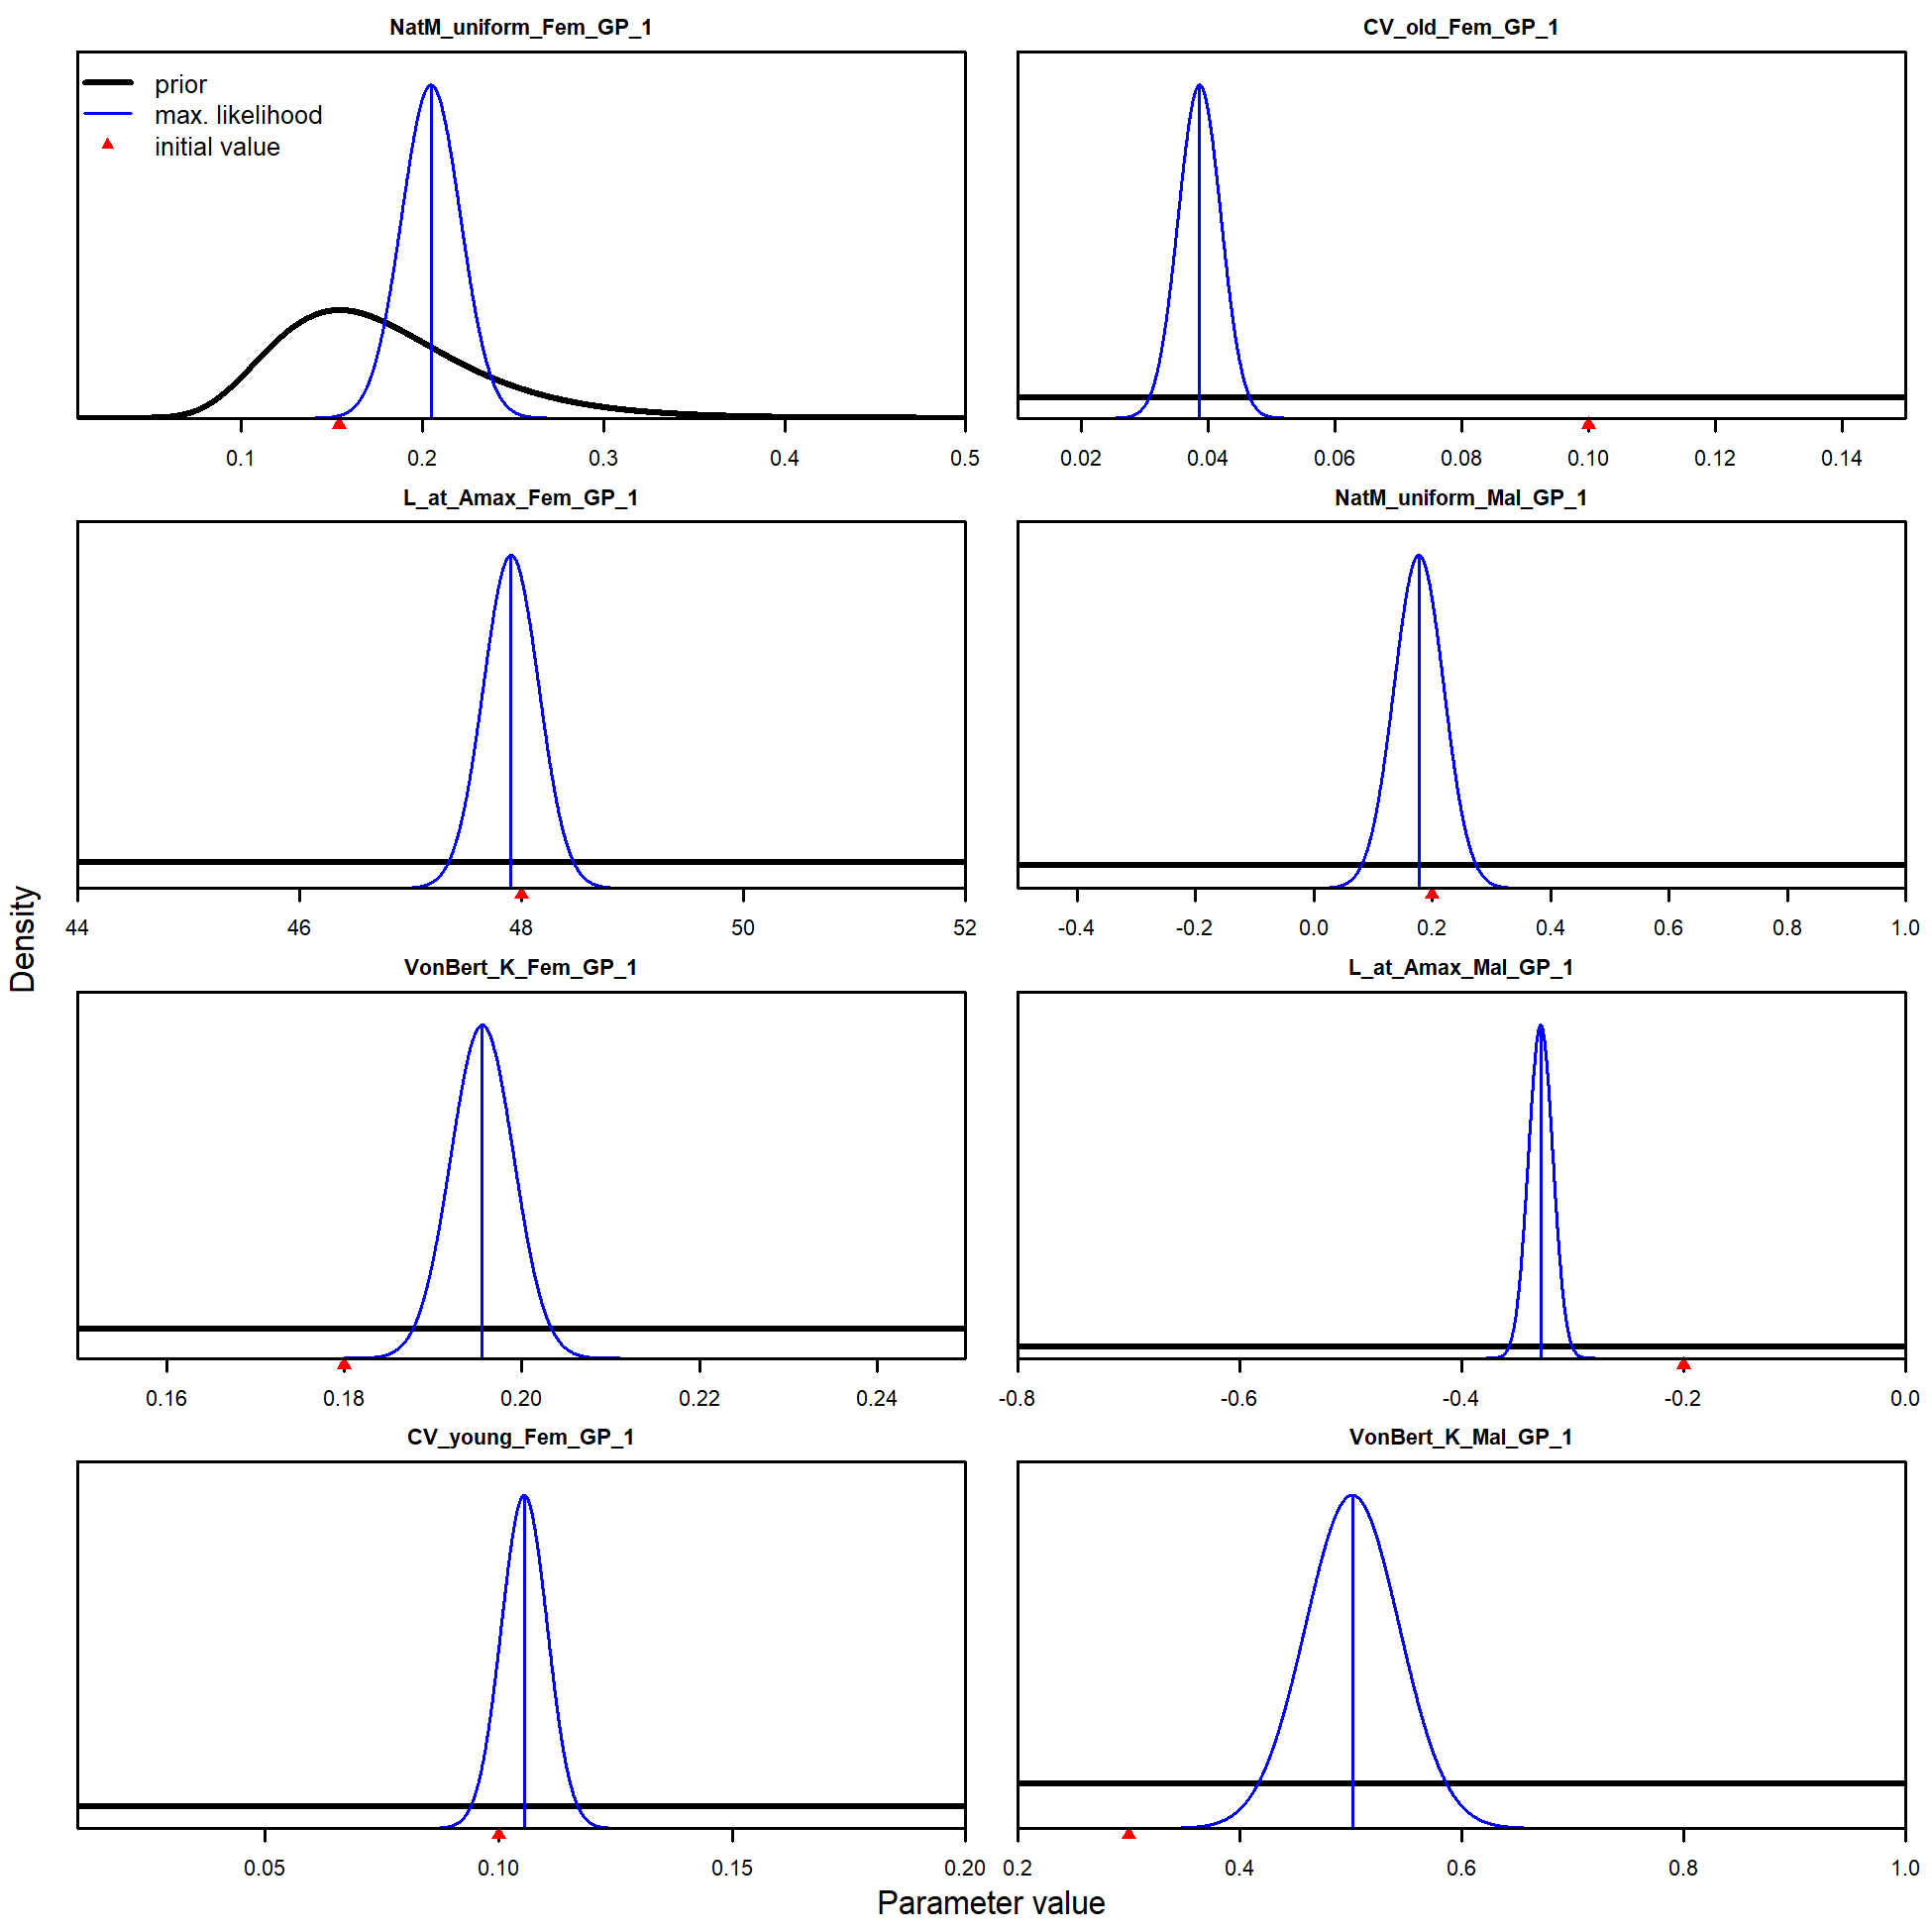 NatM_uniform_Fem_GP_1
prior
max. likelihood
initial value
0.1 0.2 0.3 0.4 0.5
CV_old_Fem_GP_1
0.02 0.04 0.06 0.08 0.10 0.12 0.14
L_at_Amax_Fem_GP_1
44 46 48 50 52
NatM_uniform_Mal_GP_1
-0.4 -0.2 0.0 0.2 0.4 0.6 0.8 1.0
VonBert_K_Fem_GP_1
0.16 0.18 0.20 0.22 0.24
L_at_Amax_Mal_GP_1
-0.8 -0.6 -0.4 -0.2 0.0
CV_young_Fem_GP_1
0.05 0.10 0.15 0.20
VonBert_K_Mal_GP_1
0.2 0.4 0.6 0.8 1.0
Density
Parameter value